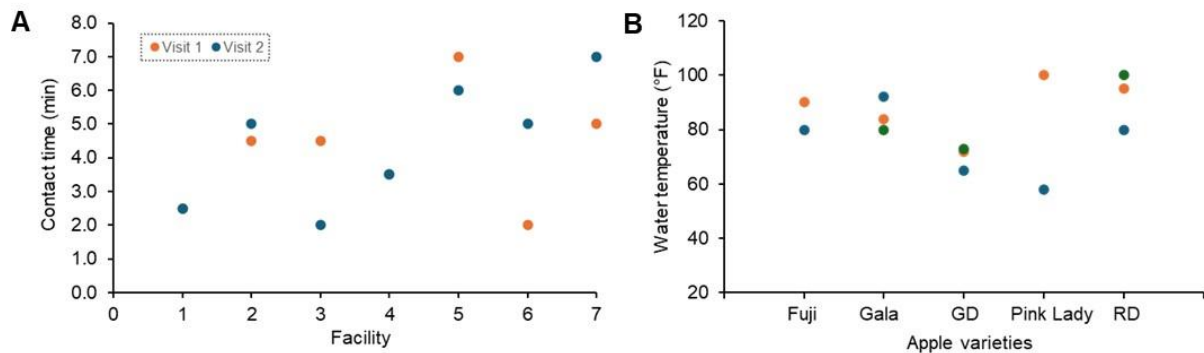 A
Contact time (min)
8.0
7.0
6.0
5.0
4.0
3.0
2.0
1.0
0.0
Visit 1 Visit 2
0 1 2 3 4 5 6 7
Facility
B
Water temperature (°F)
120
100
80
60
40
20
Fuji Gala GD Pink Lady RD
Apple varieties